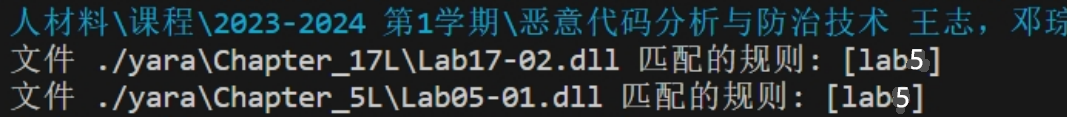 人材料\课程\2023-2024 第1学期\恶意代码分析与防治技术 王志，邓琮
文件 ./yara\Chapter_17L\Lab17-02.dll 匹配的规则: [lab5]
文件 ./yara\Chapter_5L\Lab05-01.dll 匹配的规则: [lab5]